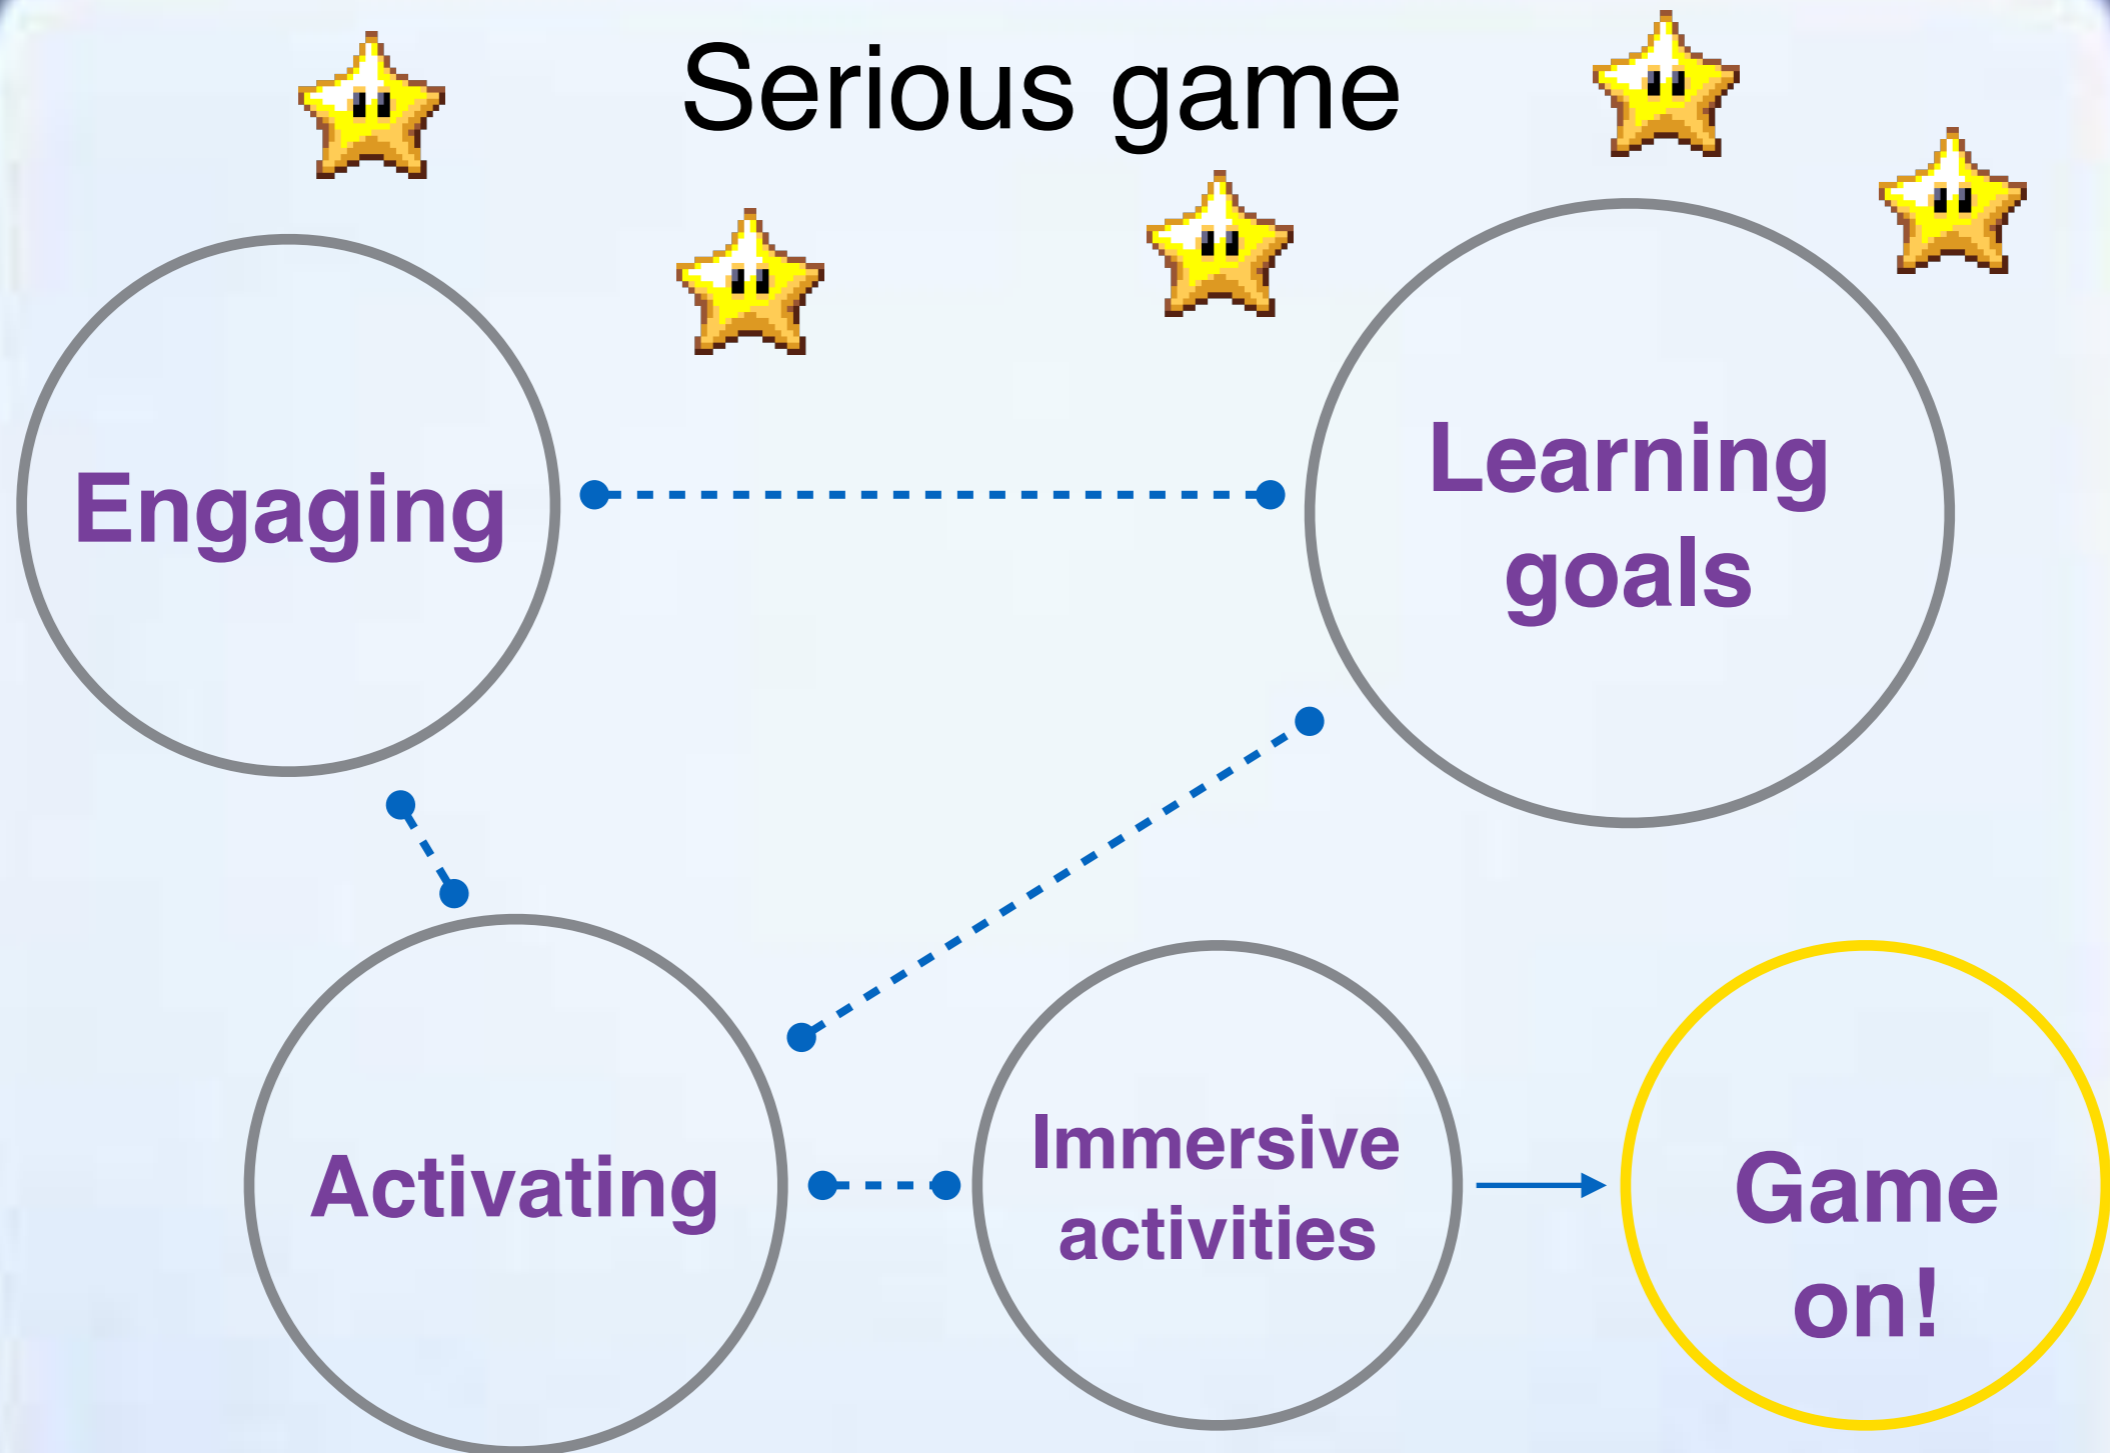 Serious game
Engaging
Learning
goals
Activating
Immersive
activities
Game
on!